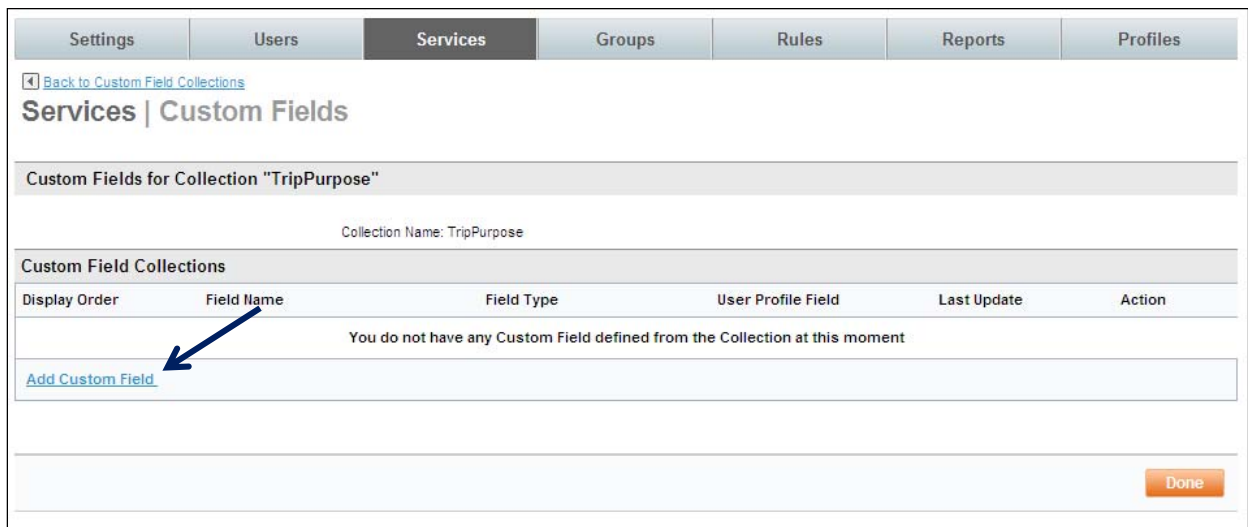 Settings Users Services Groups Rules Reports Profiles
Back to Custom Field Collections
Services | Custom Fields
Custom Fields for Collection "TripPurpose"
Collection Name: TripPurpose
Custom Field Collections
Display Order Field Name Field Type User Profile Field Last Update Action
You do not have any Custom Field defined from the Collection at this moment
Add Custom Field
Done